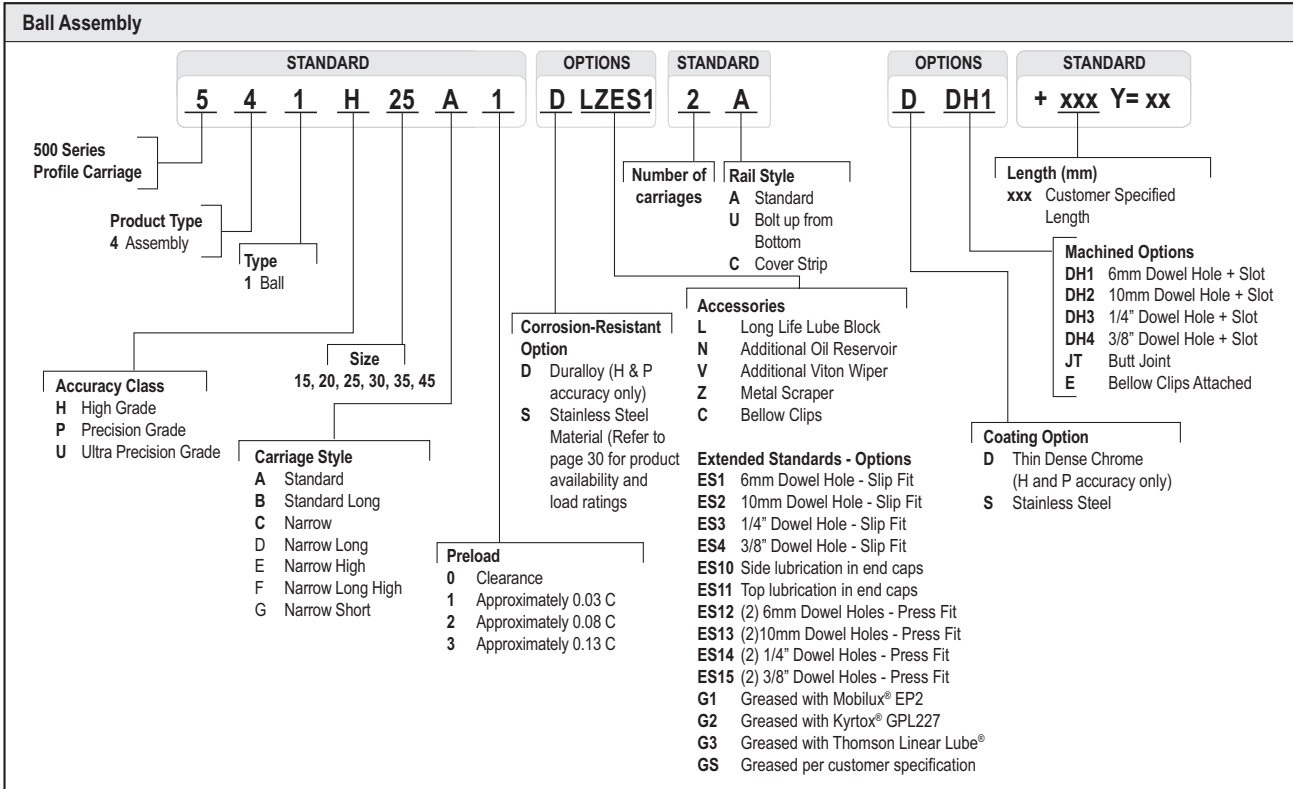 Ball Assembly
STANDARD
OPTIONS
STANDARD
OPTIONS
STANDARD
5 4 1 H 25 A 1 D LZES1 2 A D DH1 + xxx Y= xx
500 Series
Profile Carriage
Product Type
4 Assembly
Type
1 Ball
Accuracy Class
H High Grade
P Precision Grade
U Ultra Precision Grade
Size
15, 20, 25, 30, 35, 45
Carriage Style
A Standard
B Standard Long
C Narrow
D Narrow Long
E Narrow High
F Narrow Long High
G Narrow Short
Preload
0 Clearance
1 Approximately 0.03 C
2 Approximately 0.08 C
3 Approximately 0.13 C
Corrosion-Resistant
Option
D Duralloy (H & P
accuracy only)
S Stainless Steel
Material (Refer to
page 30 for product
availability and
load ratings
Number of
carriages
Rail Style
A Standard
U Bolt up from
Bottom
C Cover Strip
Accessories
L Long Life Lube Block
N Additional Oil Reservoir
V Additional Viton Wiper
Z Metal Scraper
C Bellow Clips
Extended Standards - Options
ES1 6mm Dowel Hole - Slip Fit
ES2 10mm Dowel Hole - Slip Fit
ES3 1/4” Dowel Hole - Slip Fit
ES4 3/8” Dowel Hole - Slip Fit
ES10 Side lubrication in end caps
ES11 Top lubrication in end caps
ES12 (2) 6mm Dowel Holes - Press Fit
ES13 (2)10mm Dowel Holes - Press Fit
ES14 (2) 1/4” Dowel Holes - Press Fit
ES15 (2) 3/8” Dowel Holes - Press Fit
G1 Greased with Mobilux® EP2
G2 Greased with Kyrtox® GPL227
G3 Greased with Thomson Linear Lube®
GS Greased per customer specification
Length (mm)
xxx Customer Specified
Length
Machined Options
DH1 6mm Dowel Hole + Slot
DH2 10mm Dowel Hole + Slot
DH3 1/4” Dowel Hole + Slot
DH4 3/8” Dowel Hole + Slot
JT Butt Joint
E Bellow Clips Attached
Coating Option
D Thin Dense Chrome
(H and P accuracy only)
S Stainless Steel